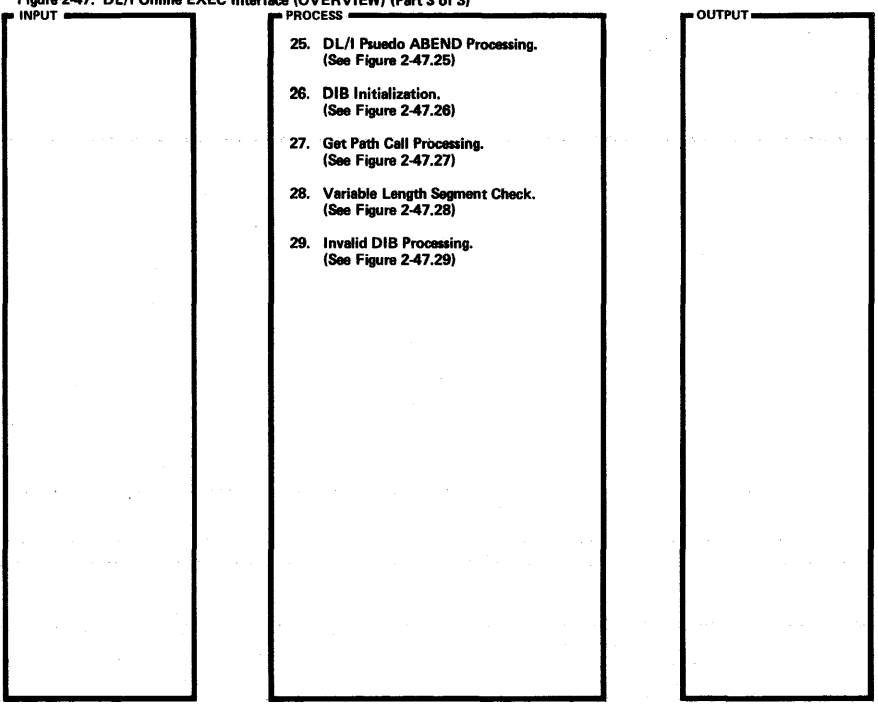 Figure 2-47. DL/I Online EXEC Interface (OVERVIEW) (Part 3 of 3)
INPUT
PROCESS
OUTPUT
25. DL/I Psuedo ABEND Processing.
(See Figure 2-47.25)
26. DIB Initialization.
(See Figure 2-47.26)
27. Get Path Call Processing.
(See Figure 2-47.27)
28. Variable Length Segment Check.
(See Figure 2-47.28)
29. Invalid DIB Processing.
(See Figure 2-47.29)